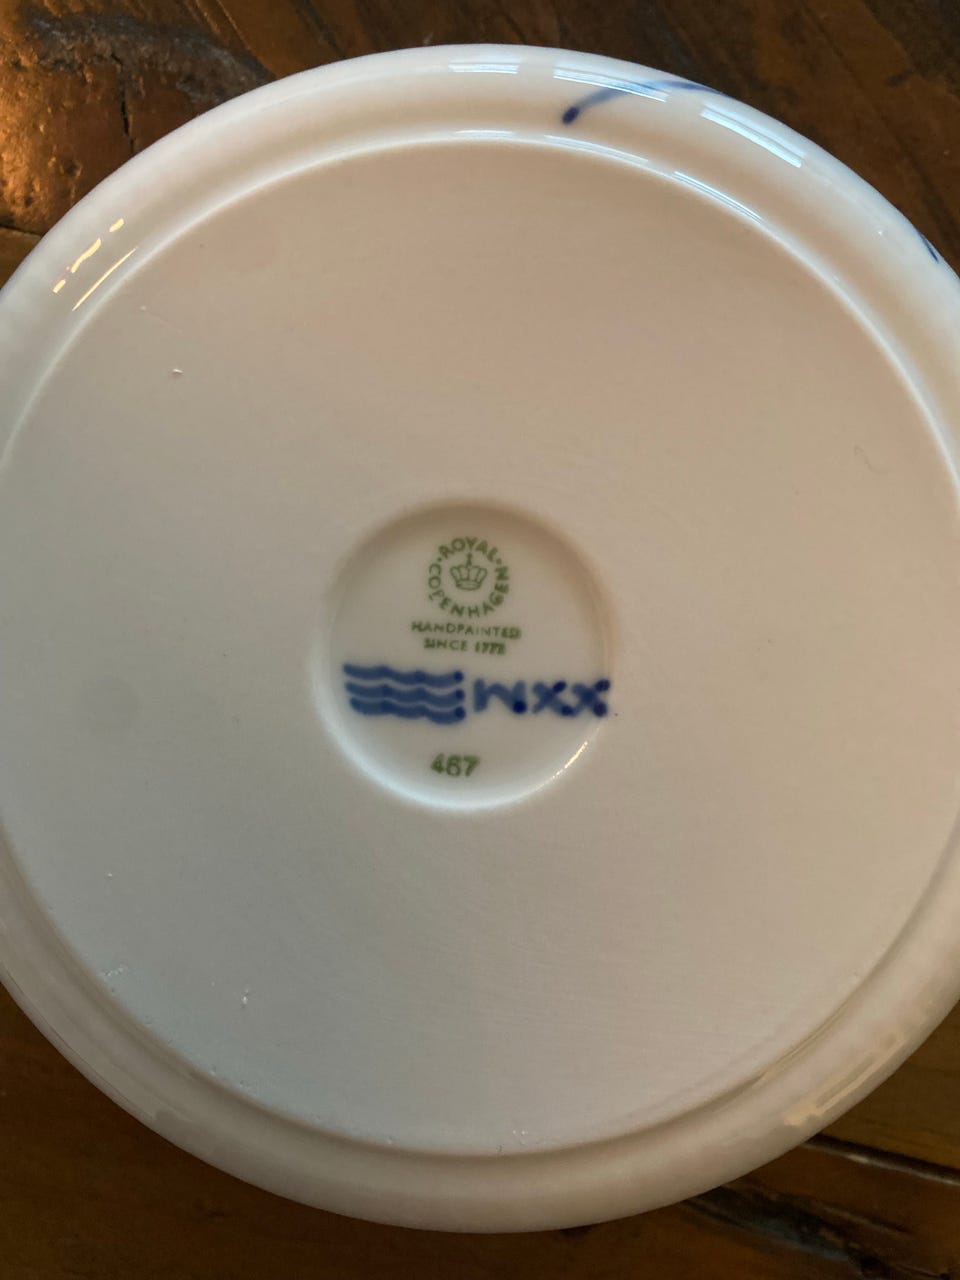 ROYAL COPENHAGEN
HANDPAINTED
SINCE 1775
467